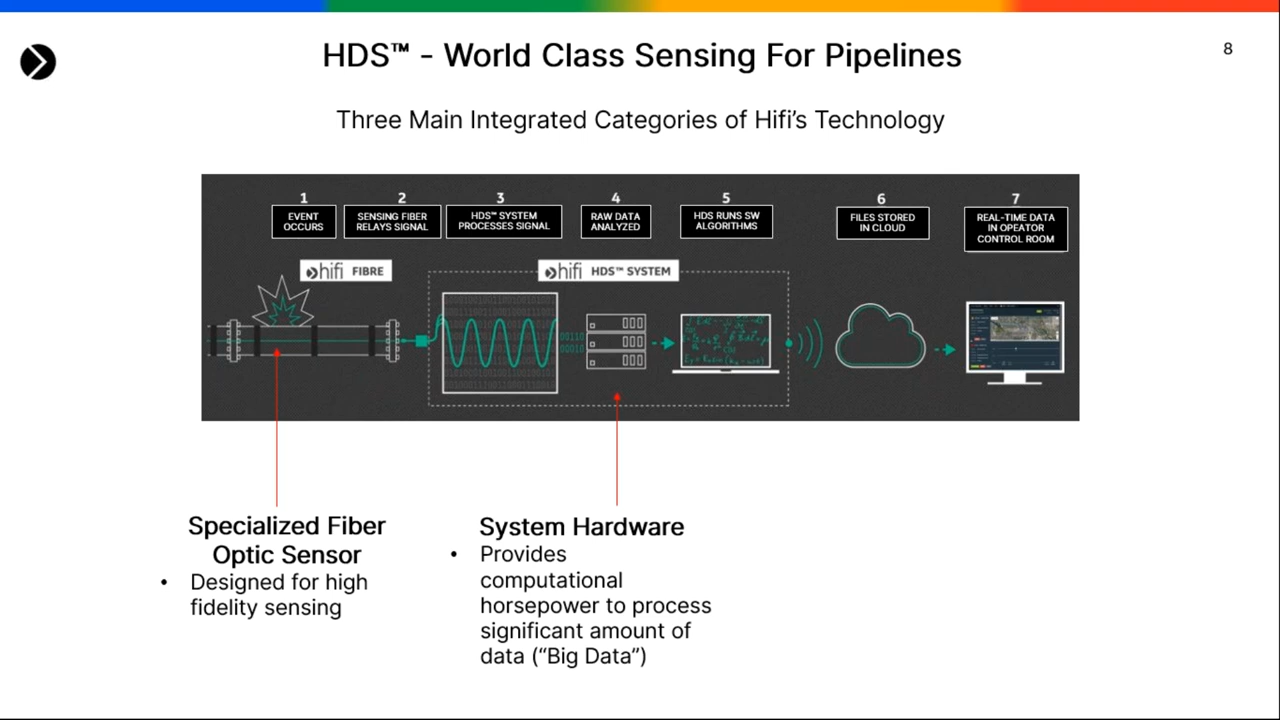 HDS™ - World Class Sensing For Pipelines
8
Three Main Integrated Categories of Hifi's Technology
1
2
3
4
5
6
7
EVENT
OCCURS
SENSING FIBER
RELAYS SIGNAL
HDS™ SYSTEM
PROCESSES SIGNAL
RAW DATA
ANALYZED
HDS RUNS SW
ALGORITHMS
FILES STORED
IN CLOUD
REAL-TIME DATA
IN OPEATOR
CONTROL ROOM
hifi FIBRE
hifi HDS™ SYSTEM
00110
00010
Specialized Fiber
Optic Sensor
• Designed for high
fidelity sensing
System Hardware
• Provides
computational
horsepower to process
significant amount of
data (“Big Data”)